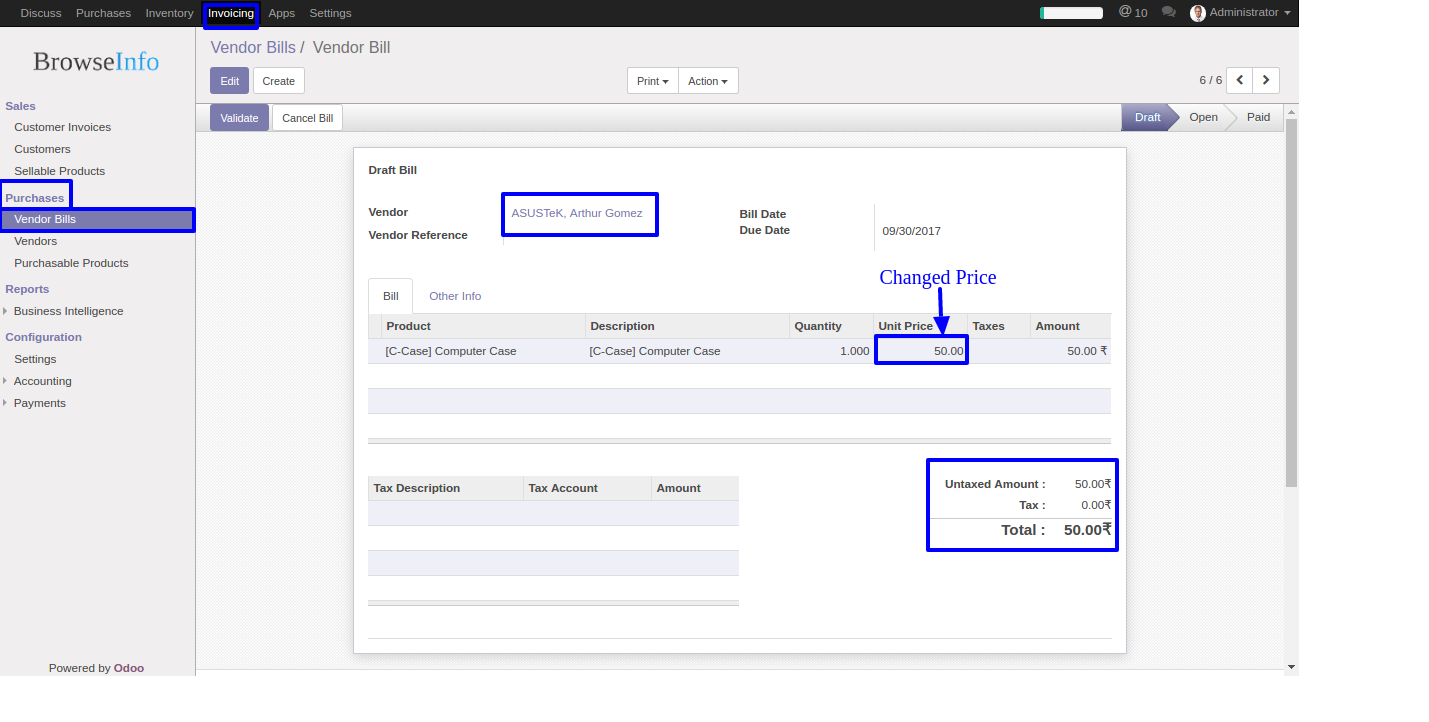 Discuss Purchases Inventory Invoicing Apps Settings @ 10 Administrator
BrowseInfo
Vendor Bills / Vendor Bill
Edit Create Print Action 6 / 6
Validate Cancel Bill Draft Open Paid
Sales
Customer Invoices
Customers
Sellable Products
Purchases
Vendor Bills
Vendors
Purchasable Products
Reports
Business Intelligence
Configuration
Settings
Accounting
Payments
Powered by Odoo
Draft Bill
Vendor ASUSTeK, Arthur Gomez
Vendor Reference
Bill Date
Due Date 09/30/2017
Changed Price
Bill Other Info
Product Description Quantity Unit Price Taxes Amount
[C-Case] Computer Case [C-Case] Computer Case 1.000 50.00 50.00 ₹
Tax Description Tax Account Amount
Untaxed Amount : 50.00₹
Tax : 0.00₹
Total : 50.00₹